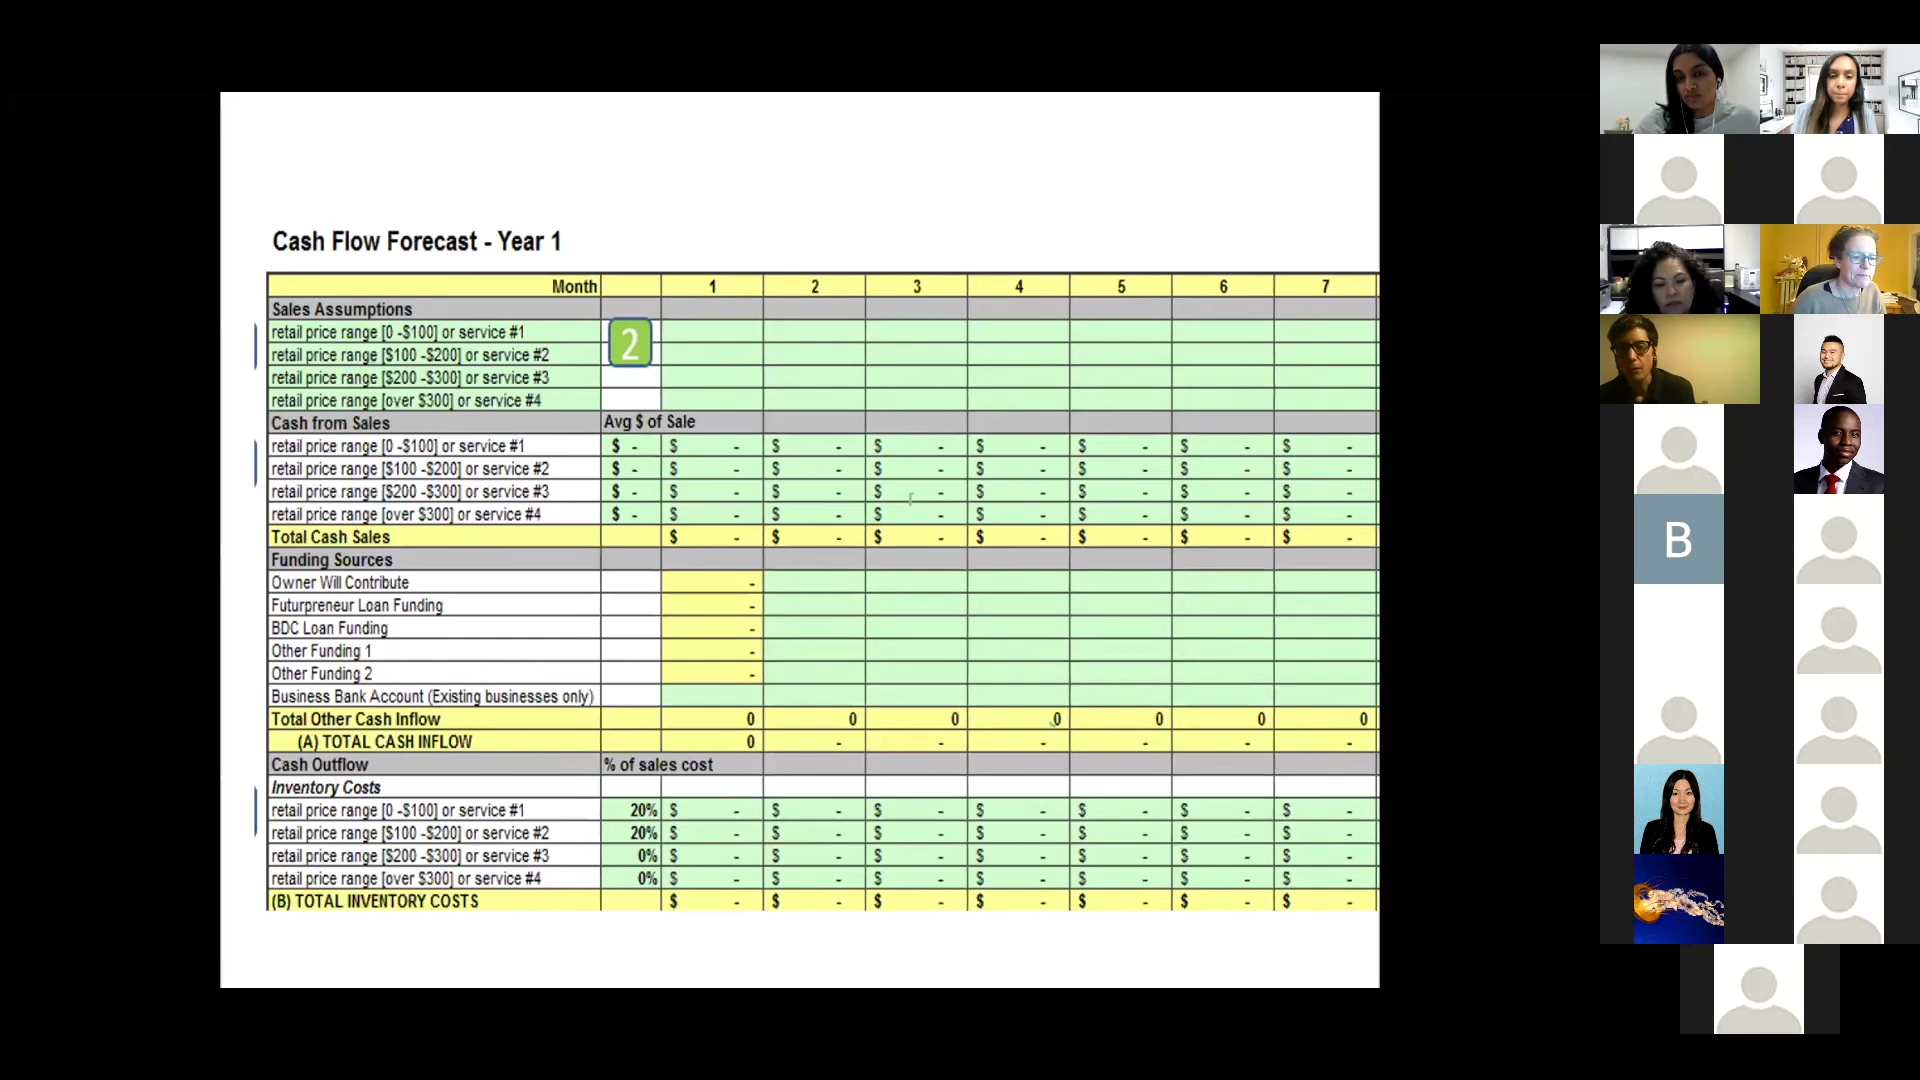 Cash Flow Forecast - Year 1
Month 1 2 3 4 5 6 7
Sales Assumptions
retail price range [0 -$100] or service #1
2
retail price range [$100 -$200] or service #2
retail price range [$200 -$300] or service #3
retail price range [over $300] or service #4
Cash from Sales Avg $ of Sale
retail price range [0 -$100] or service #1 $ - $ - $ - $ - $ - $ - $ - $ -
retail price range [$100 -$200] or service #2 $ - $ - $ - $ - $ - $ - $ - $ -
retail price range [$200 -$300] or service #3 $ - $ - $ - $ - $ - $ - $ - $ -
retail price range [over $300] or service #4 $ - $ - $ - $ - $ - $ - $ - $ -
Total Cash Sales $ - $ - $ - $ - $ - $ - $ -
Funding Sources
Owner Will Contribute -
Futurpreneur Loan Funding -
BDC Loan Funding -
Other Funding 1 -
Other Funding 2 -
Business Bank Account (Existing businesses only)
Total Other Cash Inflow 0 0 0 0 0 0 0
(A) TOTAL CASH INFLOW 0 - - - - - -
Cash Outflow % of sales cost
Inventory Costs
retail price range [0 -$100] or service #1 20% $ - $ - $ - $ - $ - $ - $ -
retail price range [$100 -$200] or service #2 20% $ - $ - $ - $ - $ - $ - $ -
retail price range [$200 -$300] or service #3 0% $ - $ - $ - $ - $ - $ - $ -
retail price range [over $300] or service #4 0% $ - $ - $ - $ - $ - $ - $ -
(B) TOTAL INVENTORY COSTS $ - $ - $ - $ - $ - $ - $ -
B